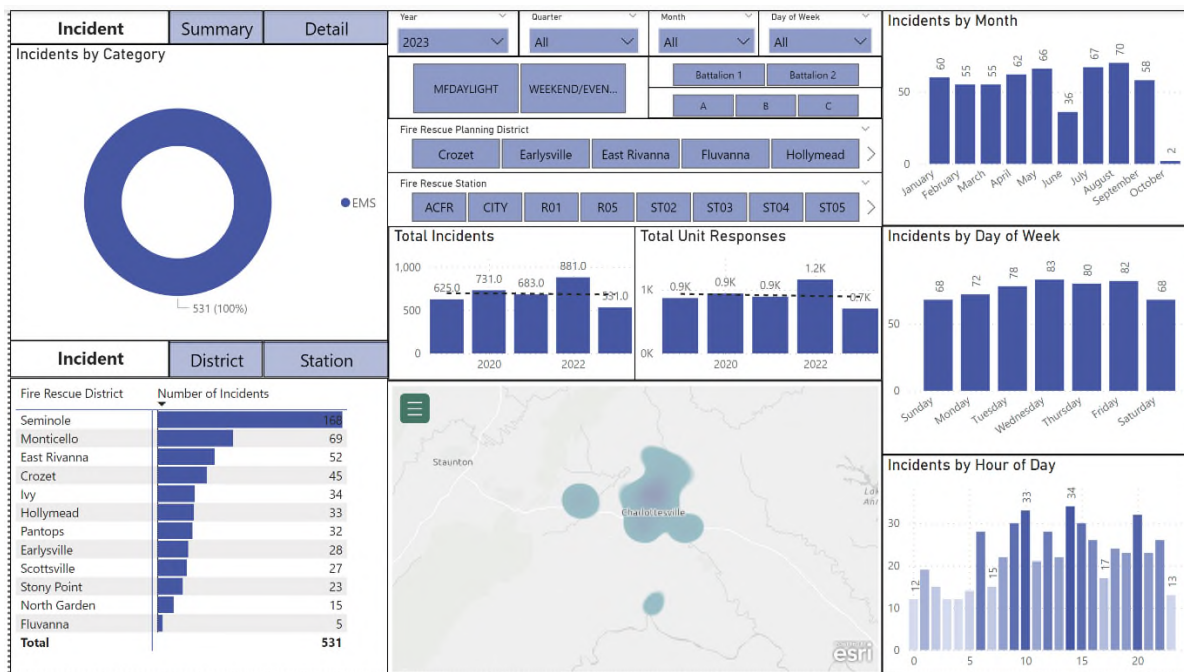 Incident Summary Detail
Incidents by Category
EMS
531 (100%)
Incident District Station
Fire Rescue District Number of Incidents
Seminole 168
Monticello 69
East Rivanna 52
Crozet 45
Ivy 34
Hollymead 33
Pantops 32
Earlysville 28
Scottsville 27
Stony Point 23
North Garden 15
Fluvanna 5
Total 531
Year Quarter Month Day of Week
2023 All All All
MFDAYLIGHT WEEKEND/EVEN...
Battalion 1 Battalion 2
A B C
Fire Rescue Planning District
Crozet Earlysville East Rivanna Fluvanna Hollymead
Fire Rescue Station
ACFR CITY R01 R05 ST02 ST03 ST04 ST05
Total Incidents
1,000
500
0
625.0 731.0 683.0 881.0 531.0
2020 2022
Total Unit Responses
1K
0K
0.9K 0.9K 0.9K 1.2K 0.7K
2020 2022
Staunton
Charlottesville
esri
Incidents by Month
50
0
60 55 55 62 66 36 67 70 58 2
January February March April May June July August September October
Incidents by Day of Week
50
0
68 72 78 83 80 82 68
Sunday Monday Tuesday Wednesday Thursday Friday Saturday
Incidents by Hour of Day
30
20
10
0
12 15 33 34 17 13
0 5 10 15 20